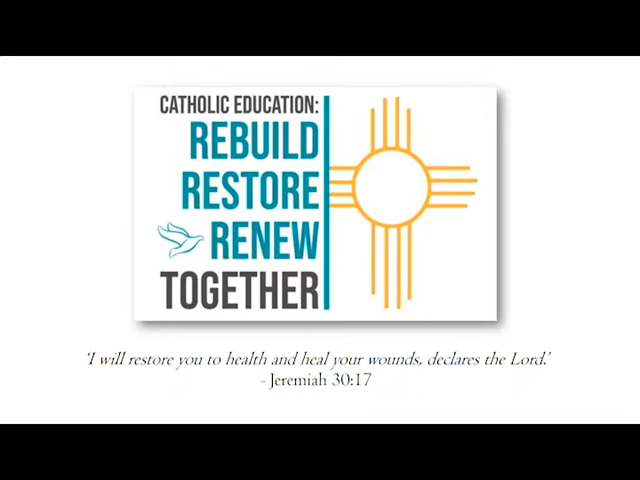 CATHOLIC EDUCATION:
REBUILD
RESTORE
RENEW
TOGETHER
‘I will restore you to health and heal your wounds, declares the Lord.’
- Jeremiah 30:17